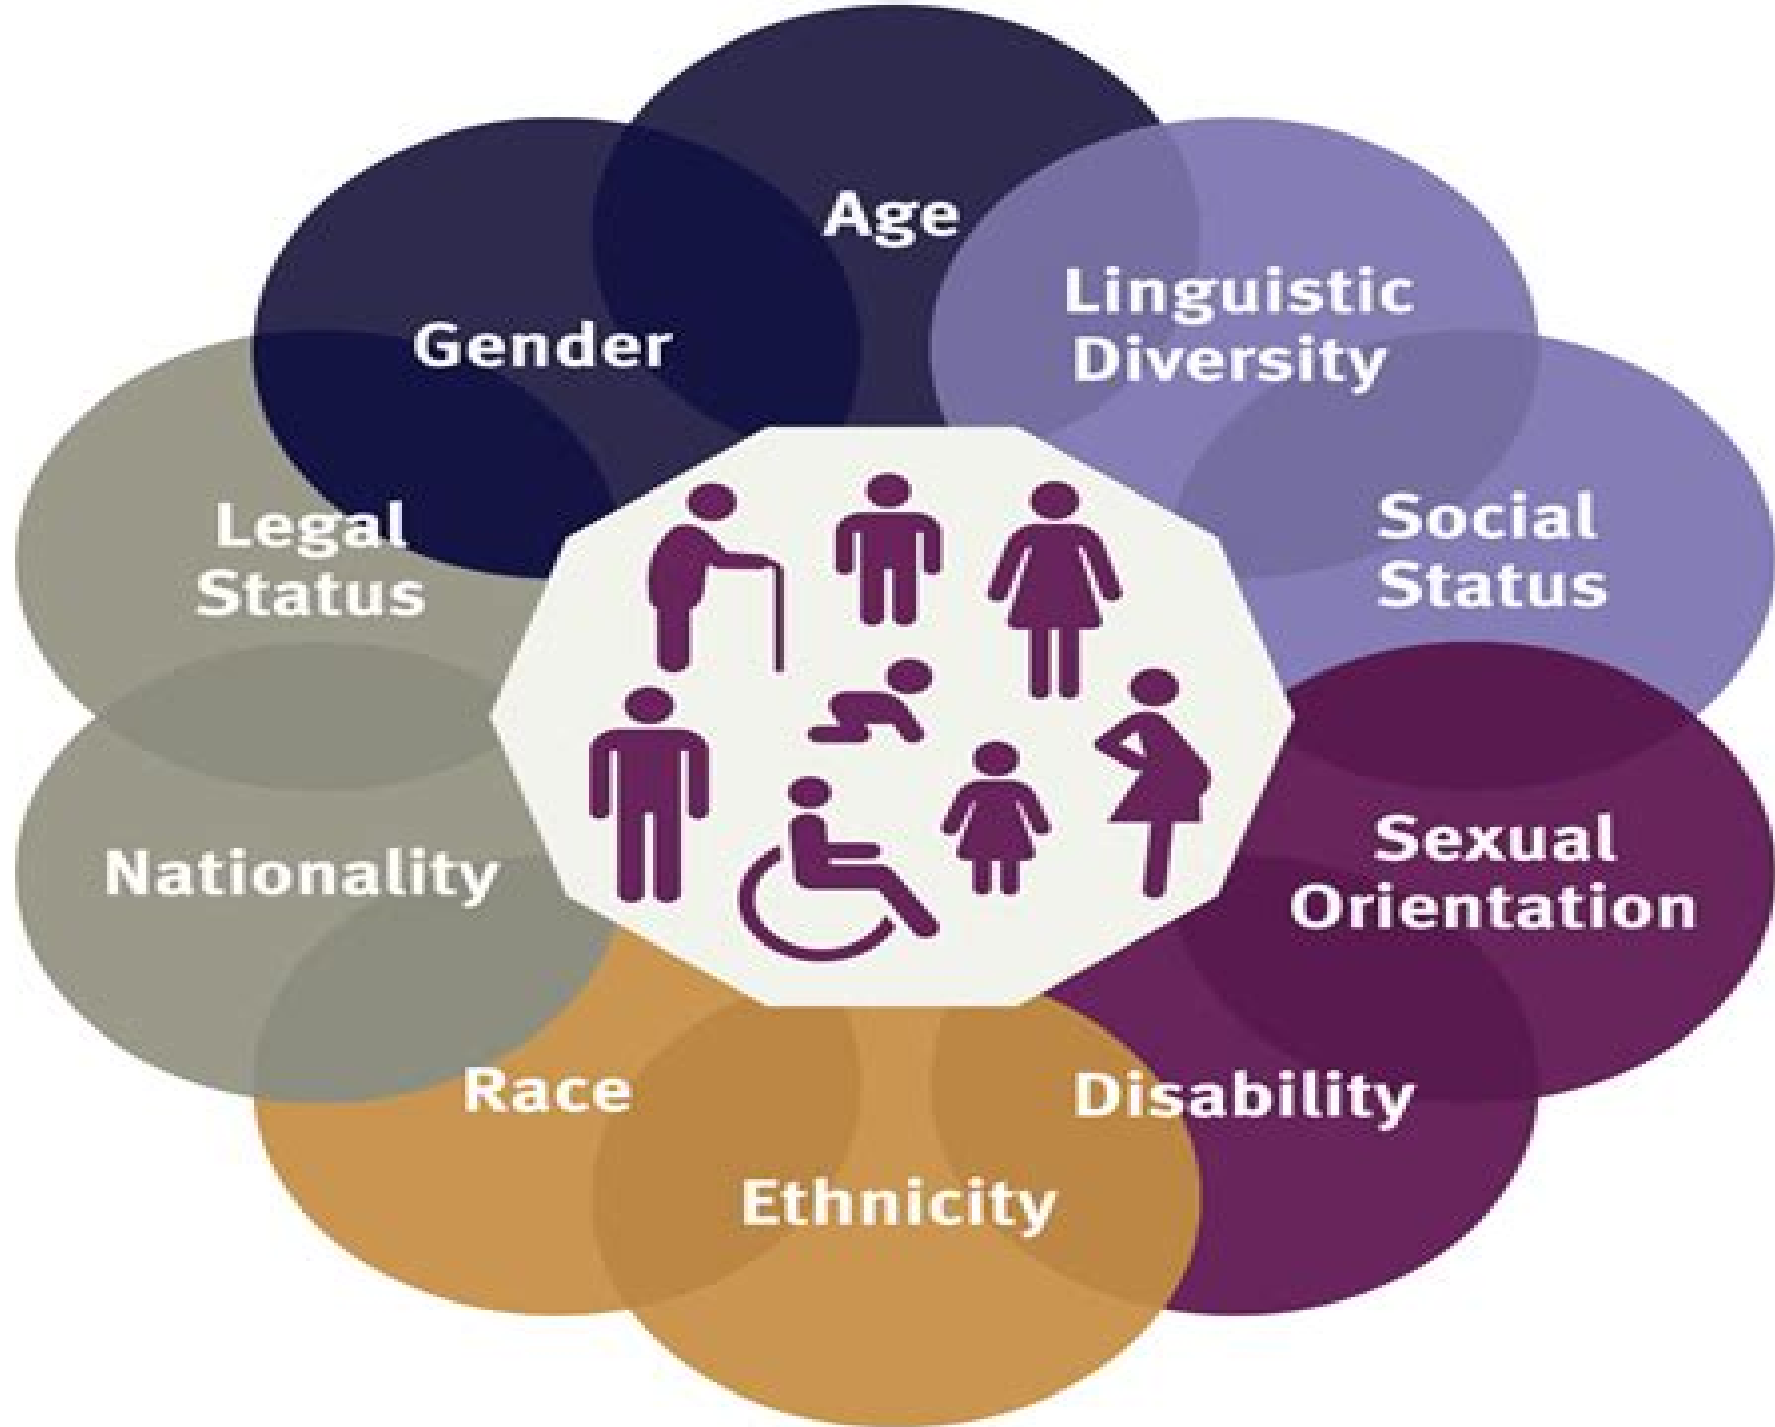 Age
Linguistic
Diversity
Social
Status
Sexual
Orientation
Disability
Ethnicity
Race
Nationality
Legal
Status
Gender